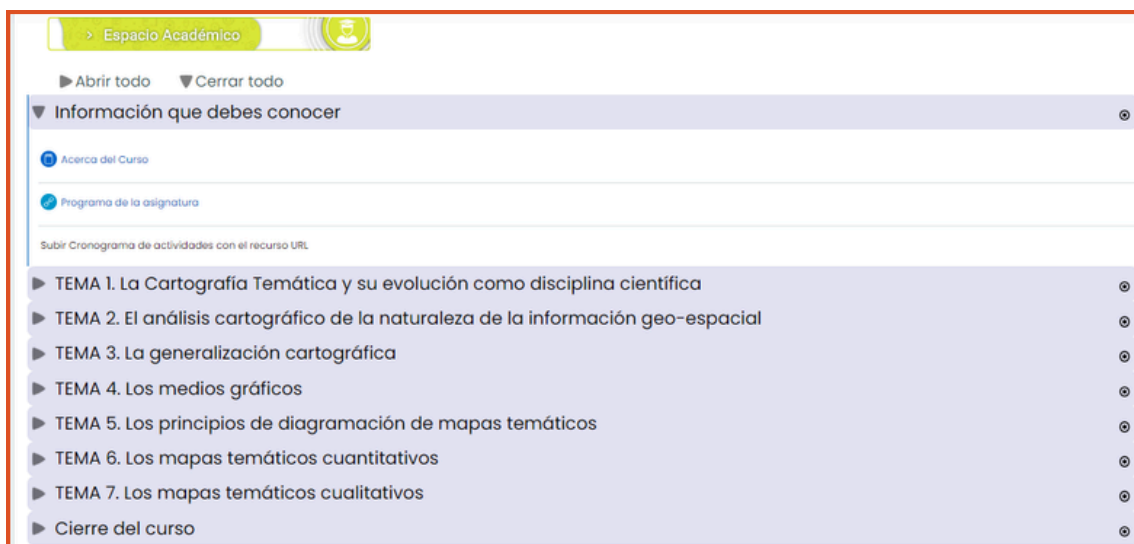 > Espacio Académico
Abrir todo Cerrar todo
Información que debes conocer
Acerca del Curso
Programa de la asignatura
Subir Cronograma de actividades con el recurso URL
TEMA 1. La Cartografía Temática y su evolución como disciplina científica
TEMA 2. El análisis cartográfico de la naturaleza de la información geo-espacial
TEMA 3. La generalización cartográfica
TEMA 4. Los medios gráficos
TEMA 5. Los principios de diagramación de mapas temáticos
TEMA 6. Los mapas temáticos cuantitativos
TEMA 7. Los mapas temáticos cualitativos
Cierre del curso